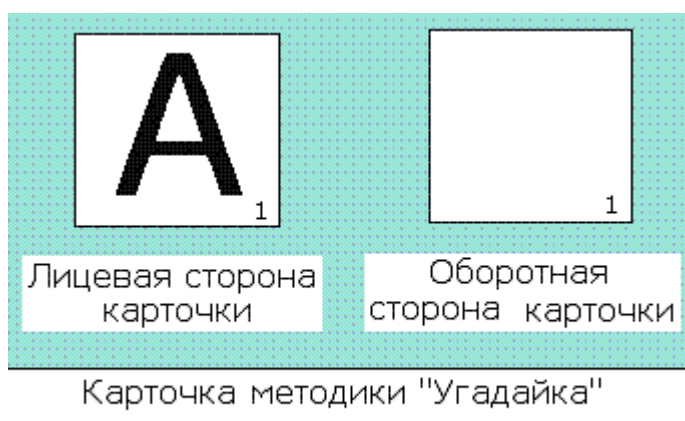 А
1
1
Лицевая сторона
карточки
Оборотная
сторона карточки
Карточка методики "Угадайка"